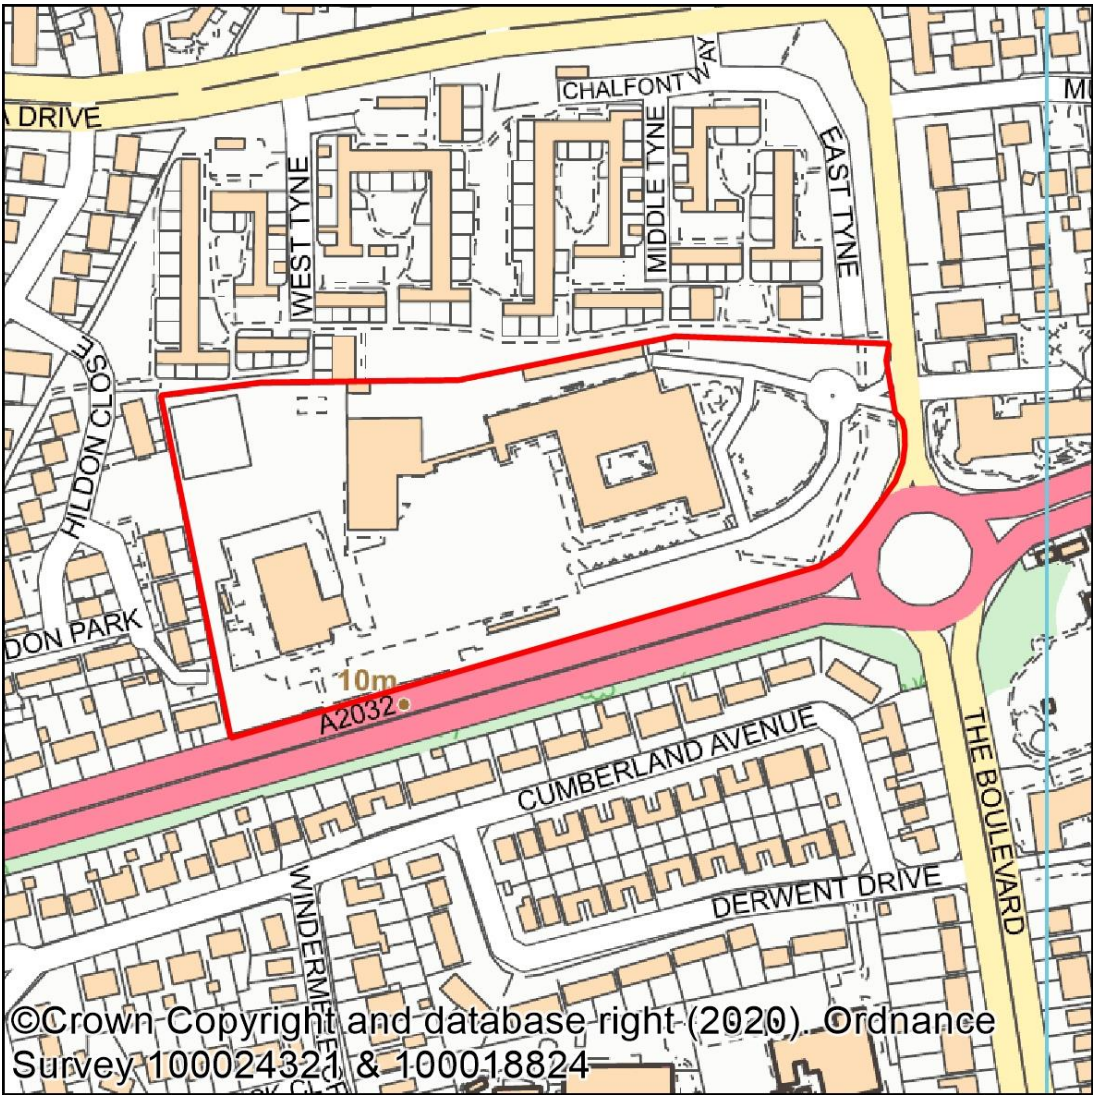 CHALFONT WAY
A DRIVE
EAST TYNE
MIDDLE TYNE
WEST TYNE
HILDON CLOSE
DON PARK
10m
A2032
CUMBERLAND AVENUE
THE BOULEVARD
DERWENT DRIVE
©Crown Copyright and database right (2020). Ordnance
Survey 100024321 & 100018824